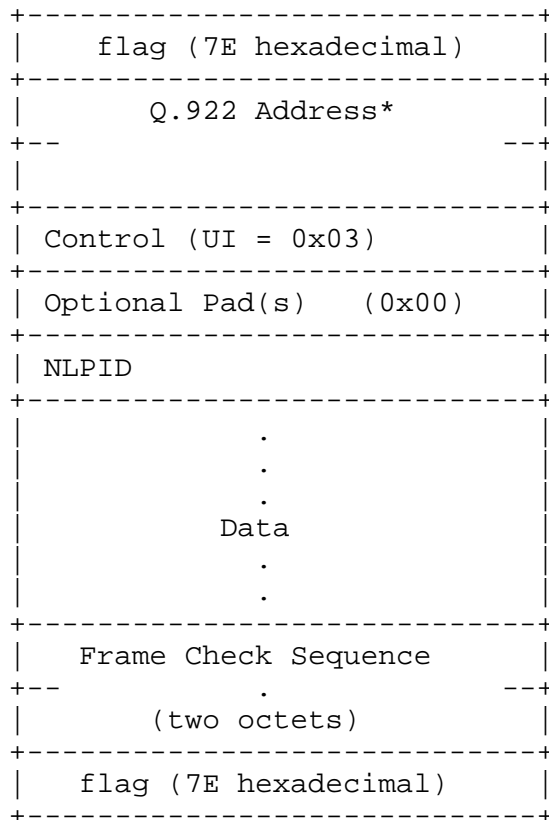 +-----------------------------+
|    flag (7E hexadecimal)    |
+-----------------------------+
|       Q.922 Address*        |
+--                         --+
|                             |
+-----------------------------+
| Control (UI = 0x03)         |
+-----------------------------+
| Optional Pad(s)   (0x00)    |
+-----------------------------+
| NLPID                       |
+-----------------------------+
|             .               |
|             .               |
|             .               |
|           Data              |
|             .               |
|             .               |
+-----------------------------+
|   Frame Check Sequence      |
+--           .             --+
|       (two octets)          |
+-----------------------------+
|   flag (7E hexadecimal)     |
+-----------------------------+